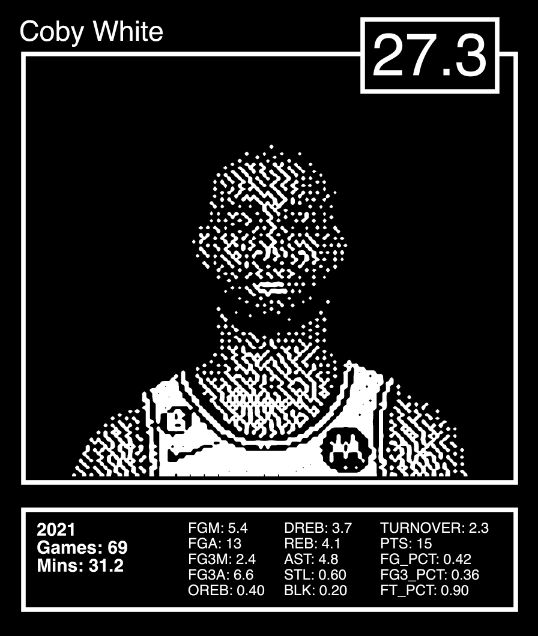 Coby White
27.3
2021
Games: 69
Mins: 31.2
FGM: 5.4
FGA: 13
FG3M: 2.4
FG3A: 6.6
OREB: 0.40
DREB: 3.7
REB: 4.1
AST: 4.8
STL: 0.60
BLK: 0.20
TURNOVER: 2.3
PTS: 15
FG_PCT: 0.42
FG3_PCT: 0.36
FT_PCT: 0.90